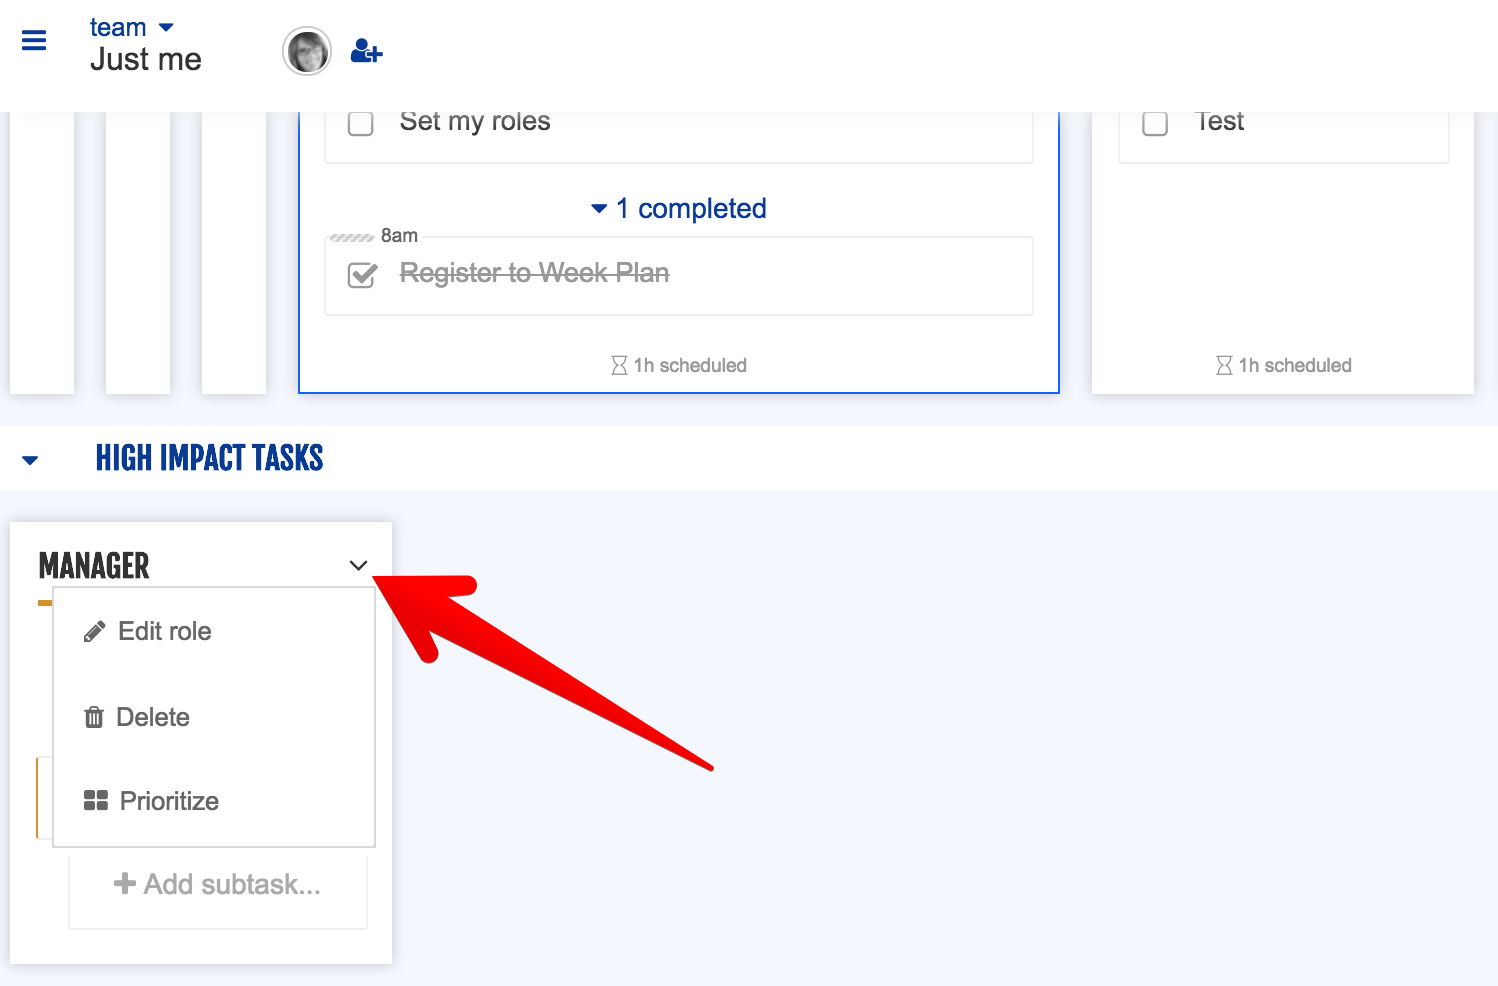 team
Just me
Set my roles
Test
1 completed
8am
Register to Week Plan
1h scheduled
1h scheduled
HIGH IMPACT TASKS
MANAGER
Edit role
Delete
Prioritize
Add subtask...